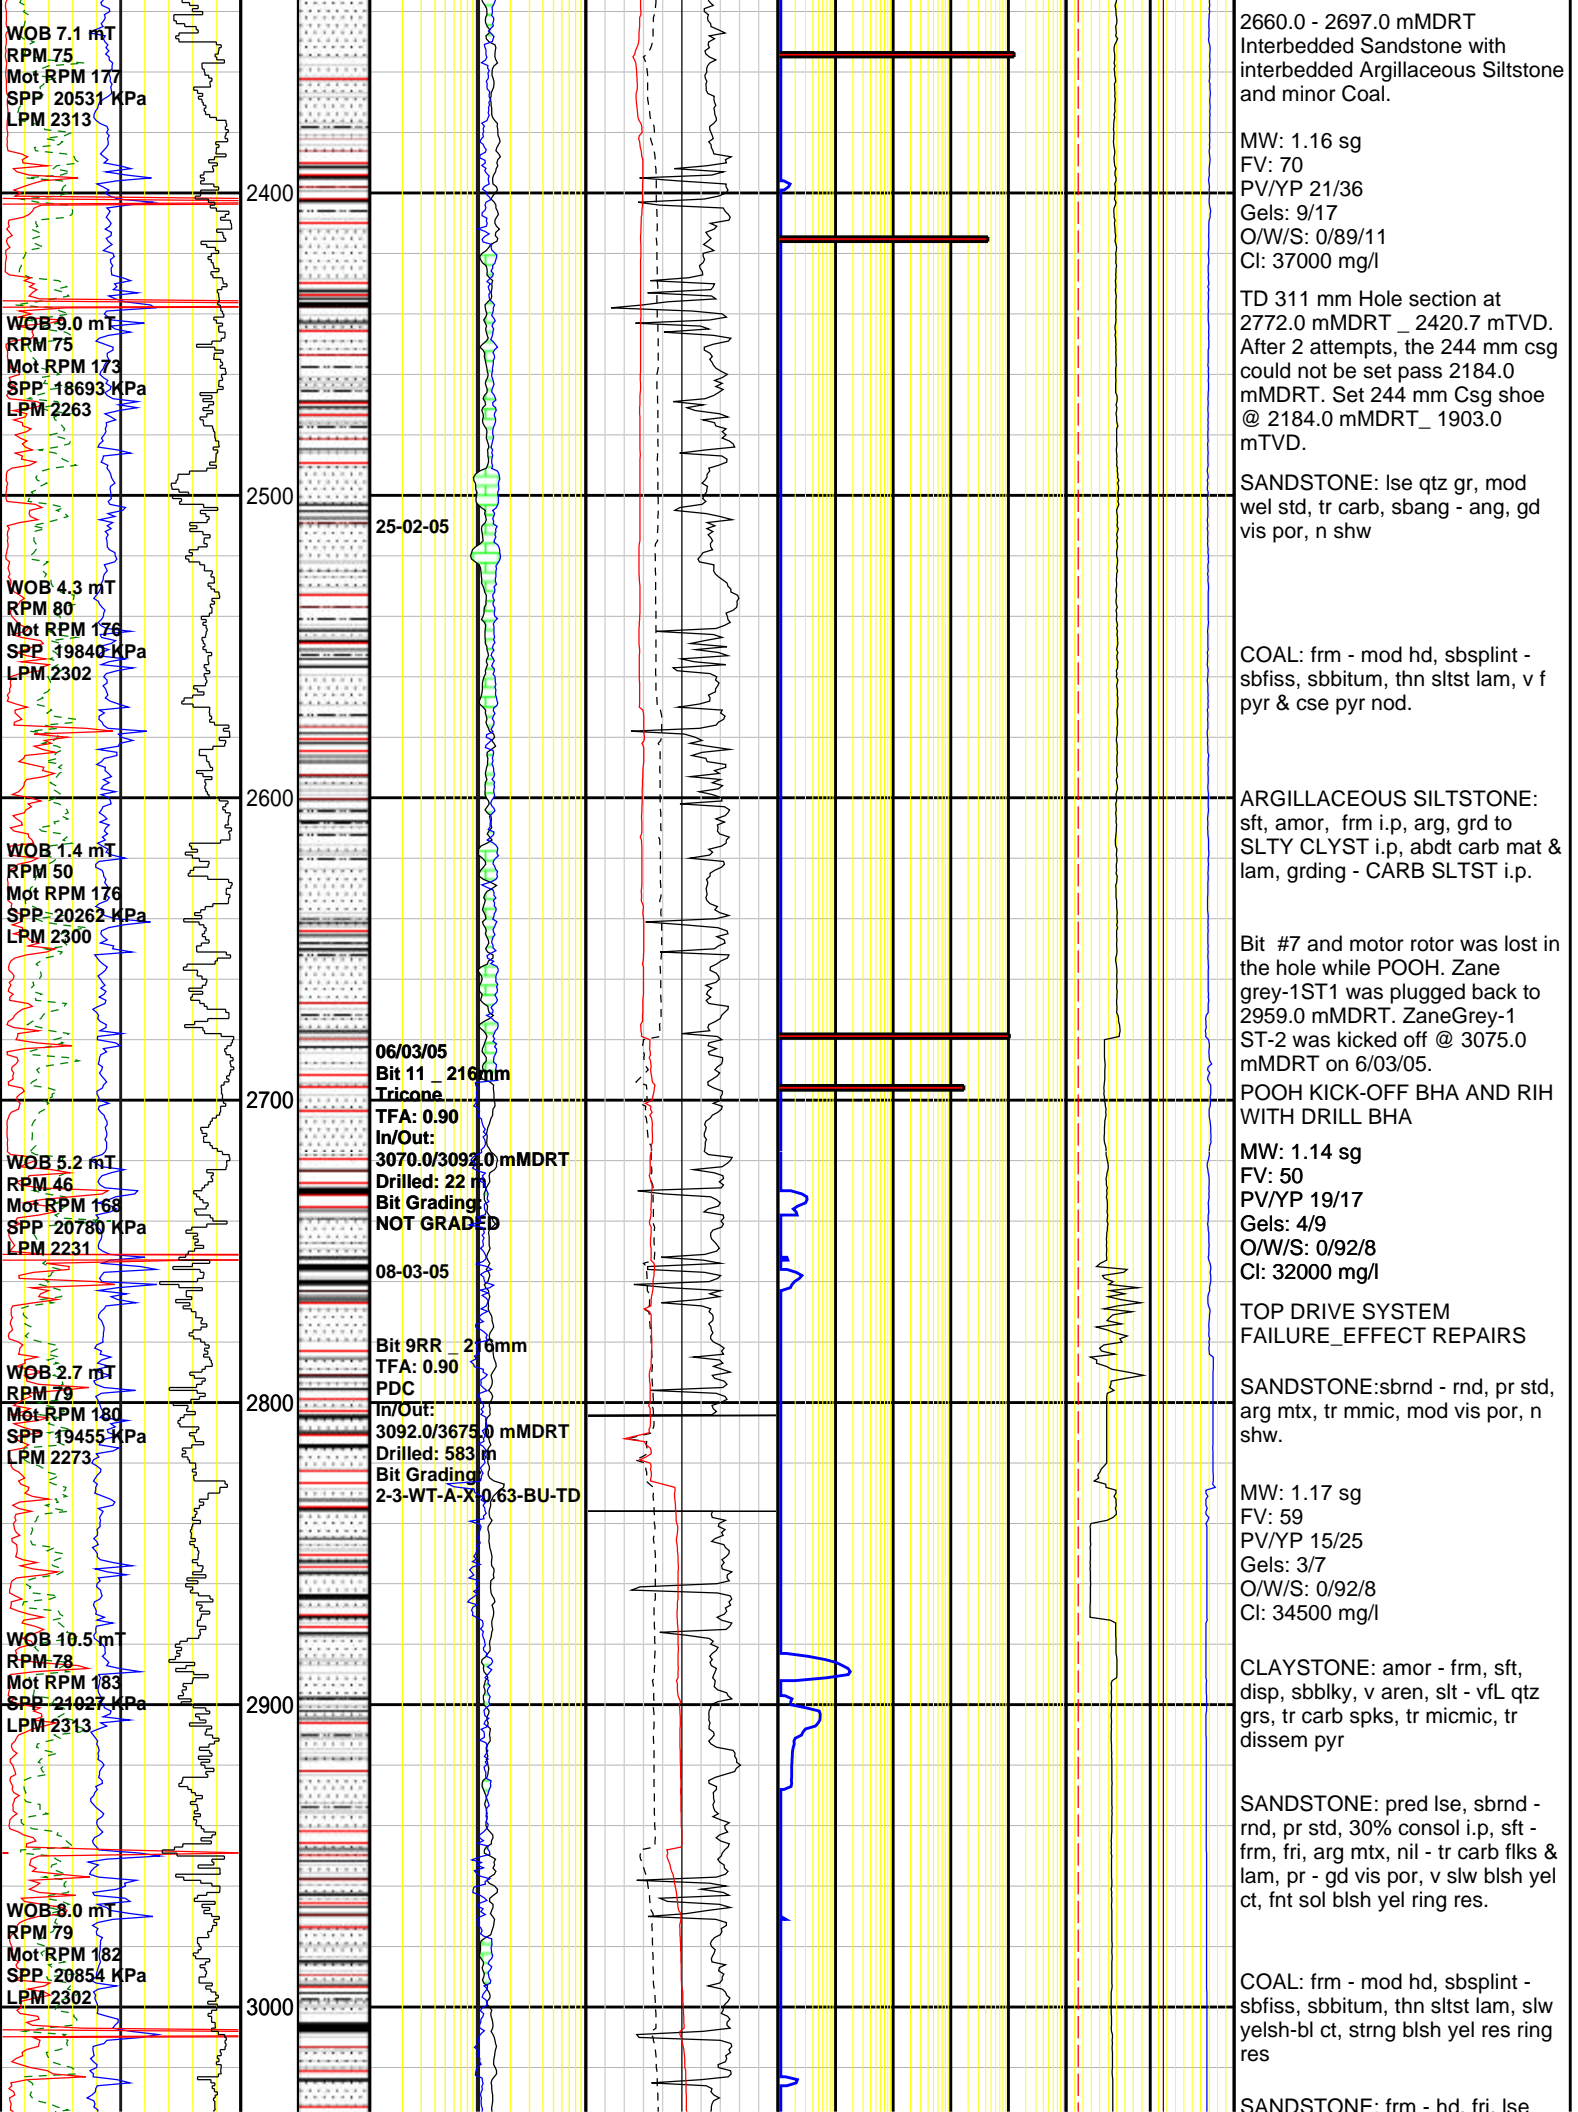 WOB 7.1 mT
RPM 75
Mot RPM 177
SPP 20531 KPa
LPM 2313
WOB 9.0 mT
RPM 75
Mot RPM 173
SPP 18693 KPa
LPM 2263
WOB 4.3 mT
RPM 80
Mot RPM 176
SPP 19840 KPa
LPM 2302
WOB 1.4 mT
RPM 50
Mot RPM 176
SPP 20262 KPa
LPM 2300
WOB 5.2 mT
RPM 46
Mot RPM 168
SPP 20780 KPa
LPM 2231
WOB 2.7 mT
RPM 79
Mot RPM 180
SPP 19455 KPa
LPM 2273
WOB 10.5 mT
RPM 78
Mot RPM 183
SPP 21027 KPa
LPM 2313
WOB 8.0 mT
RPM 79
Mot RPM 182
SPP 20854 KPa
LPM 2302
2400
2500
2600
2700
2800
2900
3000
25-02-05
06/03/05
Bit 11 _ 216mm
Tricone
TFA: 0.90
In/Out:
3070.0/3092.0 mMDRT
Drilled: 22 m
Bit Grading:
NOT GRADED
08-03-05
Bit 9RR _ 216mm
TFA: 0.90
PDC
In/Out:
3092.0/3675.0 mMDRT
Drilled: 583 m
Bit Grading:
2-3-WT-A-X-0.63-BU-TD
2660.0 - 2697.0 mMDRT
Interbedded Sandstone with
interbedded Argillaceous Siltstone
and minor Coal.
MW: 1.16 sg
FV: 70
PV/YP 21/36
Gels: 9/17
O/W/S: 0/89/11
Cl: 37000 mg/l
TD 311 mm Hole section at
2772.0 mMDRT _ 2420.7 mTVD.
After 2 attempts, the 244 mm csg
could not be set pass 2184.0
mMDRT. Set 244 mm Csg shoe
@ 2184.0 mMDRT_ 1903.0
mTVD.
SANDSTONE: lse qtz gr, mod
wel std, tr carb, sbang - ang, gd
vis por, n shw
COAL: frm - mod hd, sbsplint -
sbfiss, sbbitum, thn sltst lam, v f
pyr & cse pyr nod.
ARGILLACEOUS SILTSTONE:
sft, amor,  frm i.p, arg, grd to
SLTY CLYST i.p, abdt carb mat &
lam, grding - CARB SLTST i.p.
Bit  #7 and motor rotor was lost in
the hole while POOH. Zane
grey-1ST1 was plugged back to
2959.0 mMDRT. ZaneGrey-1
ST-2 was kicked off @ 3075.0
mMDRT on 6/03/05.
POOH KICK-OFF BHA AND RIH
WITH DRILL BHA
MW: 1.14 sg
FV: 50
PV/YP 19/17
Gels: 4/9
O/W/S: 0/92/8
Cl: 32000 mg/l
TOP DRIVE SYSTEM
FAILURE_EFFECT REPAIRS
SANDSTONE:sbrnd - rnd, pr std,
arg mtx, tr mmic, mod vis por, n
shw.
MW: 1.17 sg
FV: 59
PV/YP 15/25
Gels: 3/7
O/W/S: 0/92/8
Cl: 34500 mg/l
CLAYSTONE: amor - frm, sft,
disp, sbblky, v aren, slt - vfL qtz
grs, tr carb spks, tr micmic, tr
dissem pyr
SANDSTONE: pred lse, sbrnd -
rnd, pr std, 30% consol i.p, sft -
frm, fri, arg mtx, nil - tr carb flks &
lam, pr - gd vis por, v slw blsh yel
ct, fnt sol blsh yel ring res.
COAL: frm - mod hd, sbsplint -
sbfiss, sbbitum, thn sltst lam, slw
yelsh-bl ct, strng blsh yel res ring
res
SANDSTONE: frm - hd, fri, lse